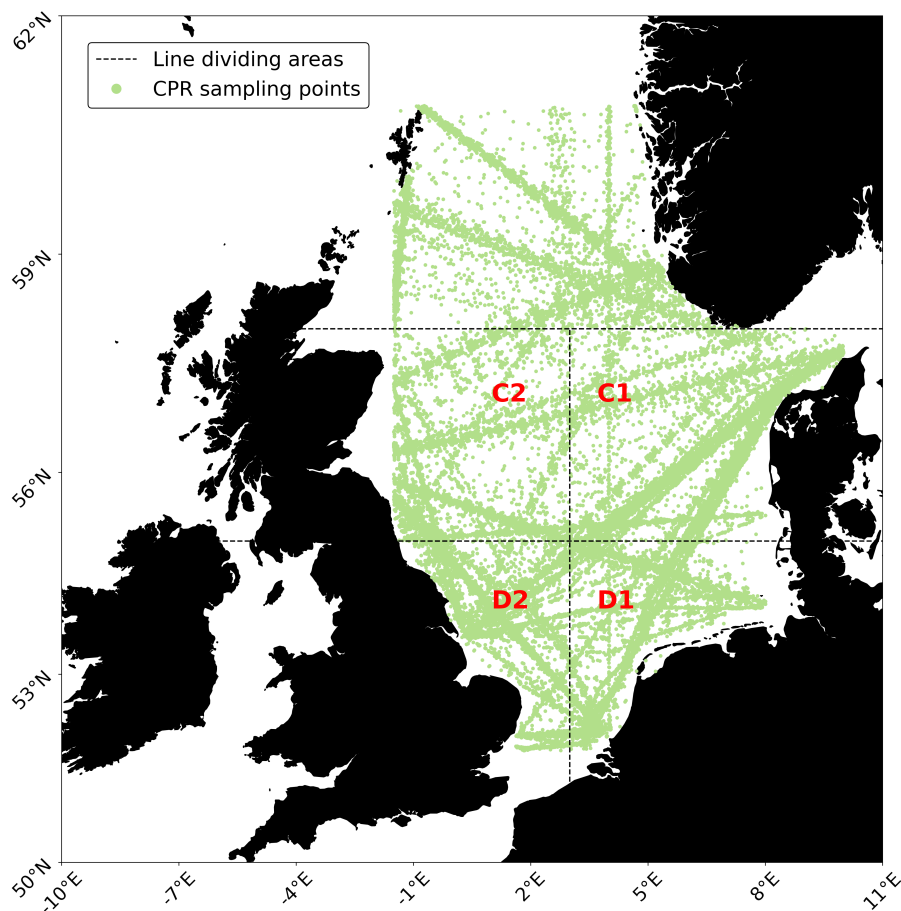 62°N
Line dividing areas
CPR sampling points
59°N
C2 C1
56°N
D2 D1
53°N
50°N
-10°E -7°E -4°E -1°E 2°E 5°E 8°E 11°E